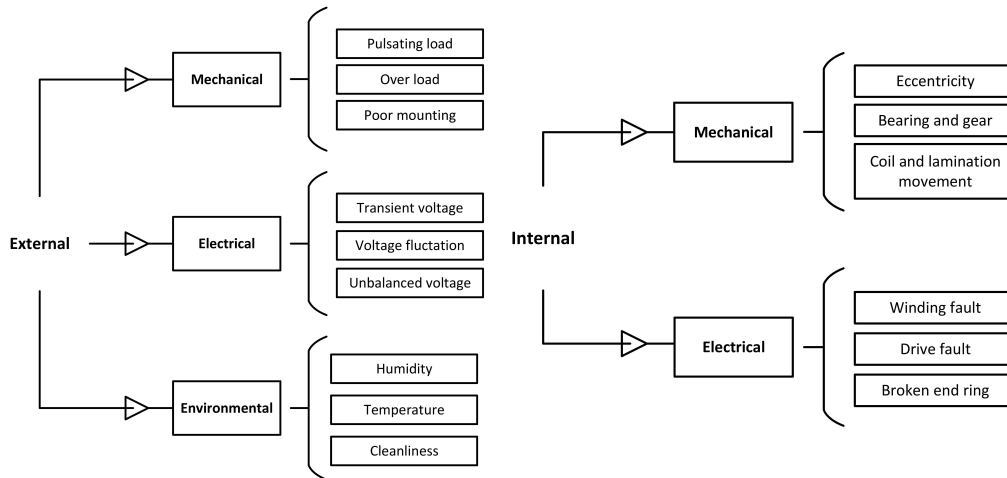 External
Mechanical
Pulsating load
Over load
Poor mounting
Electrical
Transient voltage
Voltage fluctation
Unbalanced voltage
Environmental
Humidity
Temperature
Cleanliness
Internal
Mechanical
Eccentricity
Bearing and gear
Coil and lamination
movement
Electrical
Winding fault
Drive fault
Broken end ring